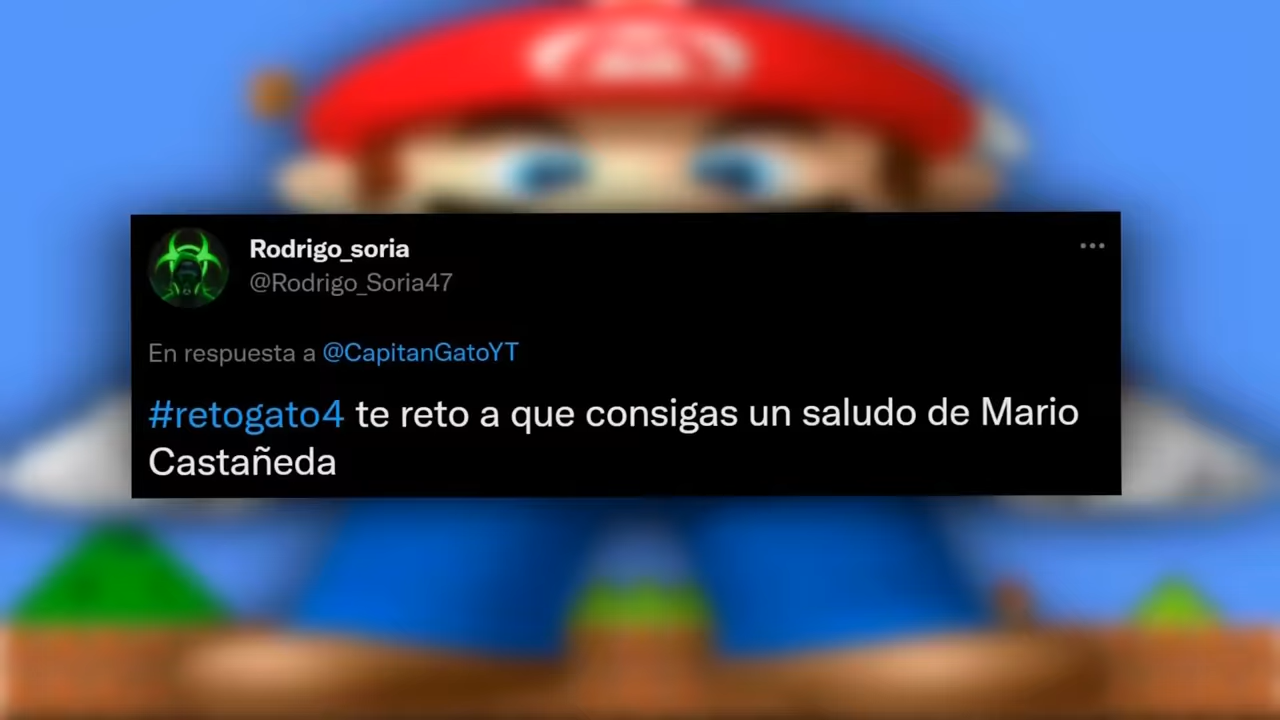 Rodrigo_soria
@Rodrigo_Soria47
En respuesta a @CapitanGatoYT
#retogato4 te reto a que consigas un saludo de Mario
Castañeda